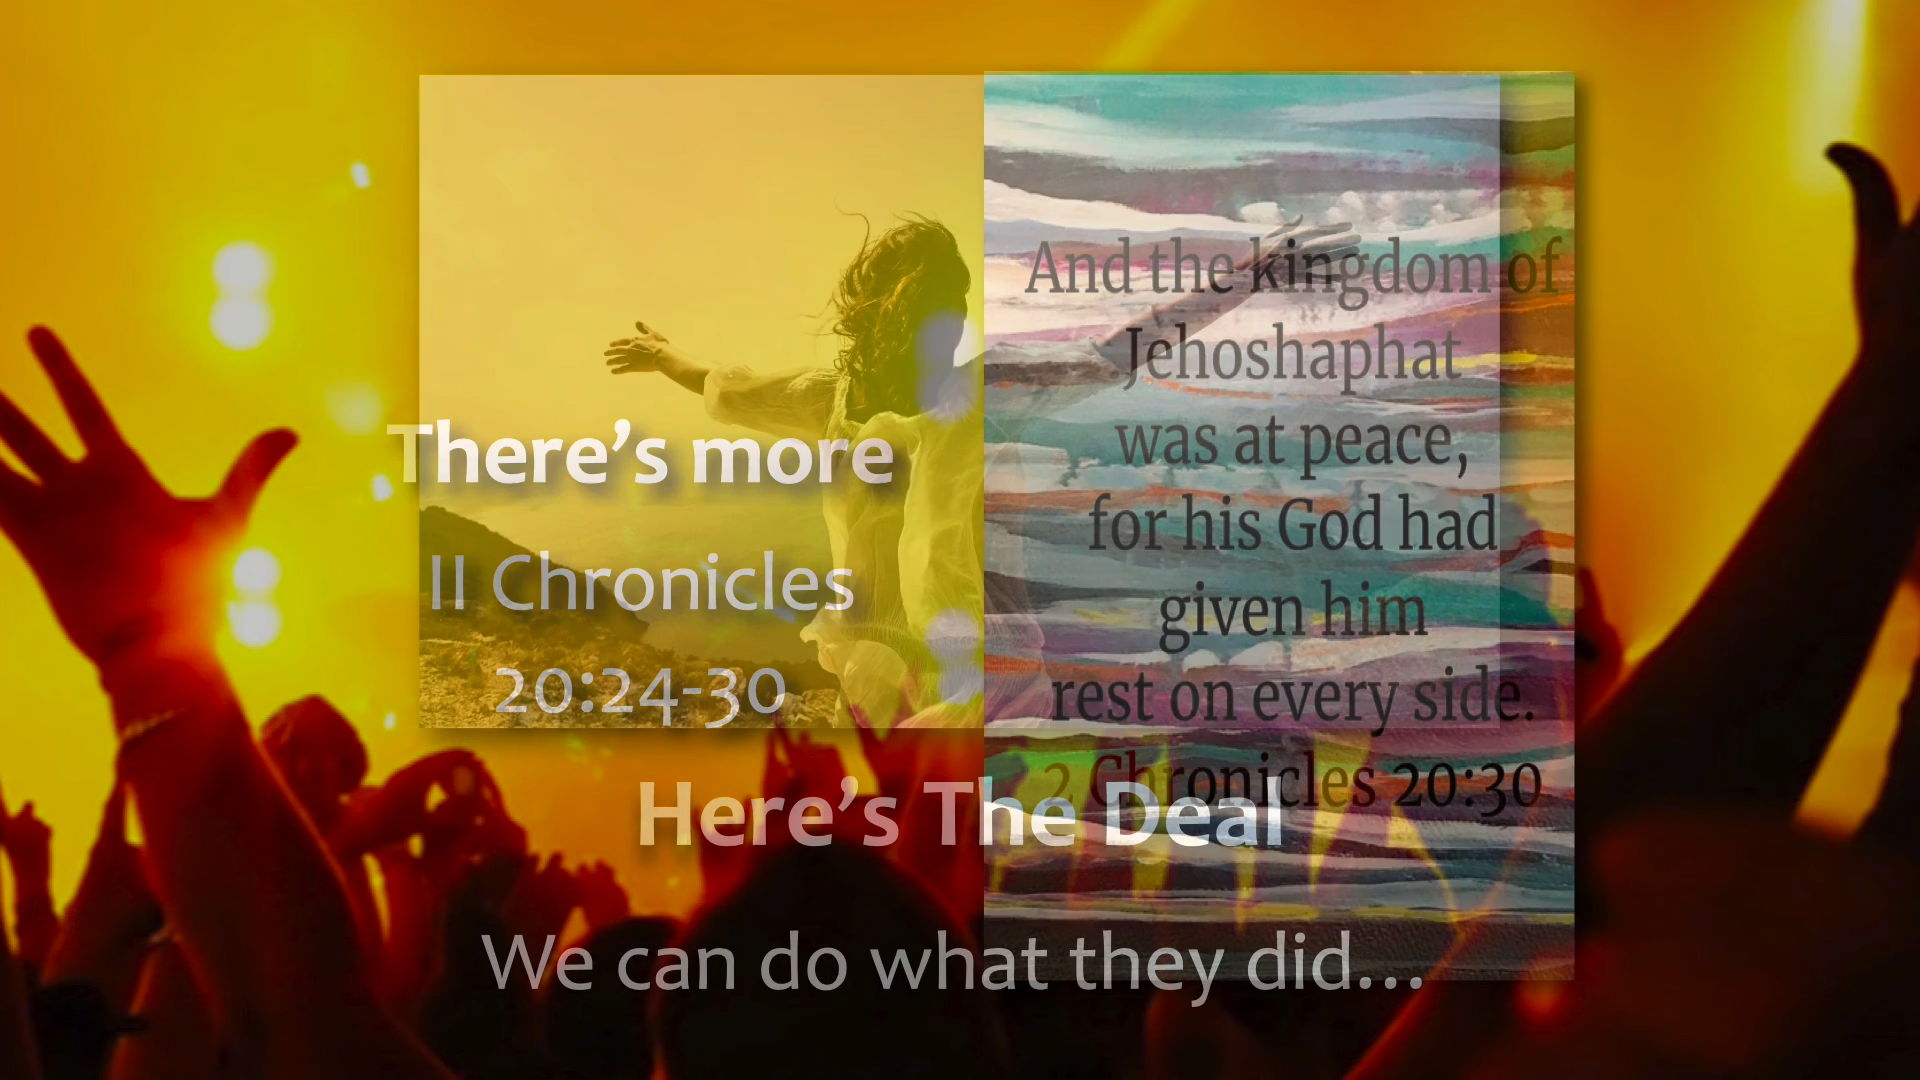 There's more
II Chronicles
20:24-30
And the kingdom of
Jehoshaphat
was at peace,
for his God had
given him
rest on every side.
2 Chronicles 20:30
Here's The Deal
We can do what they did...